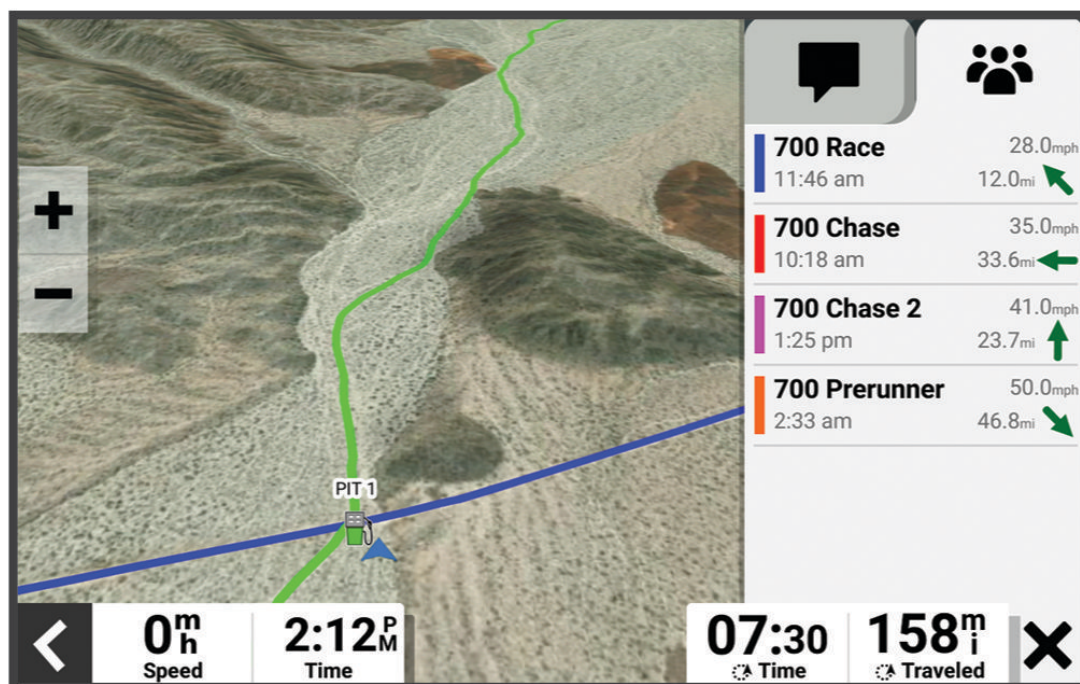 700 Race
28.0mph
11:46 am
12.0mi
700 Chase
35.0mph
10:18 am
33.6mi
700 Chase 2
41.0mph
1:25 pm
23.7mi
700 Prerunner
50.0mph
2:33 am
46.8mi
PIT 1
0mh
Speed
2:12PM
Time
07:30
Time
158mi
Traveled